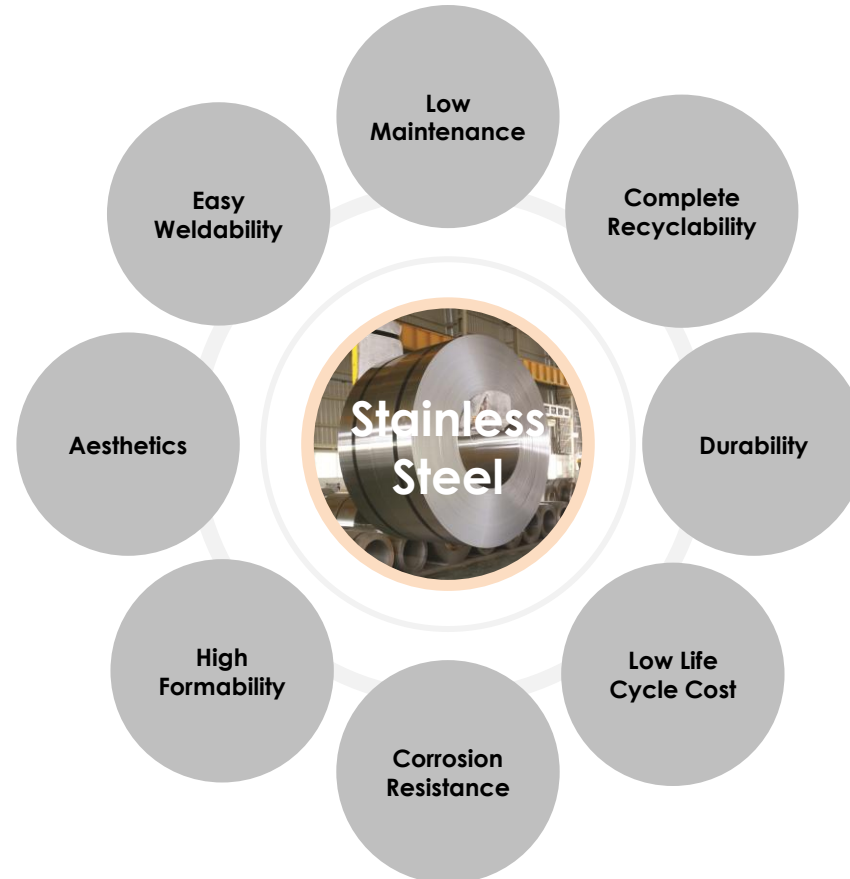 Low
Maintenance
Complete
Recyclability
Easy
Weldability
Stainless
Steel
Aesthetics
Durability
High
Formability
Low Life
Cycle Cost
Corrosion
Resistance